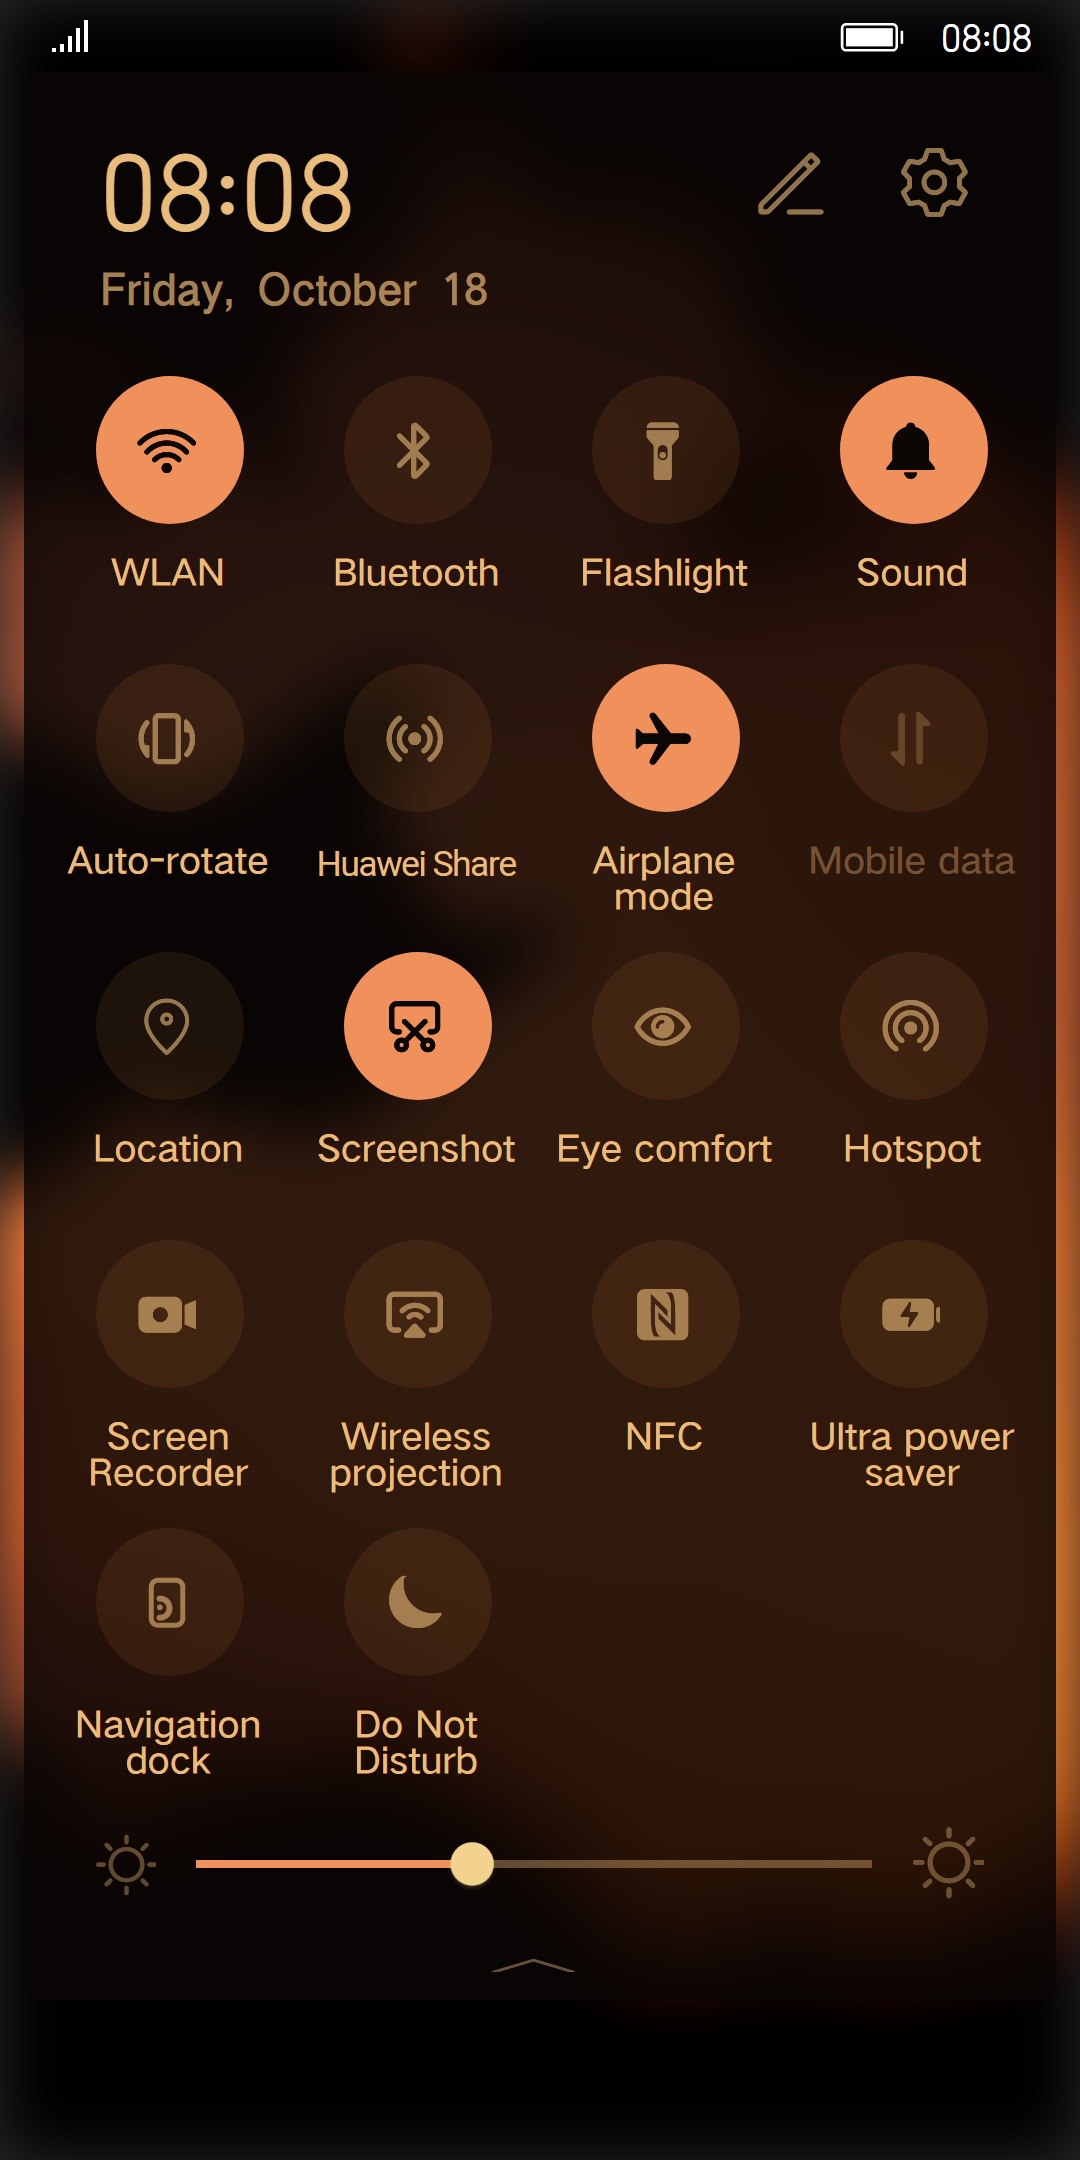 08:08
08:08
Friday, October 18
WLAN
Bluetooth
Flashlight
Sound
Auto-rotate
Huawei Share
Airplane
mode
Mobile data
Location
Screenshot
Eye comfort
Hotspot
Screen
Recorder
Wireless
projection
NFC
Ultra power
saver
Navigation
dock
Do Not
Disturb